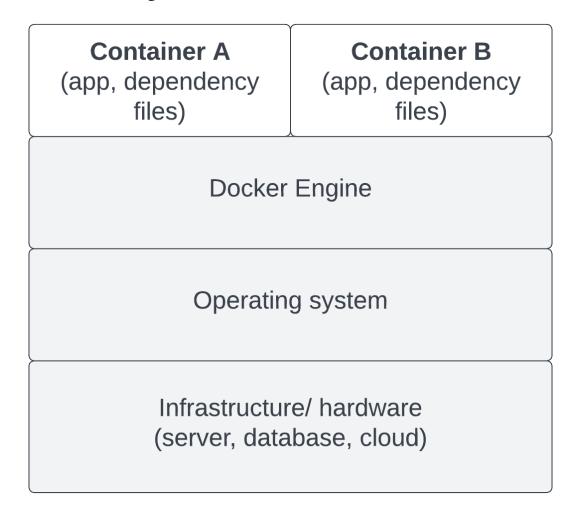 Container A
(app, dependency
files)
Container B
(app, dependency
files)
Docker Engine
Operating system
Infrastructure/ hardware
(server, database, cloud)